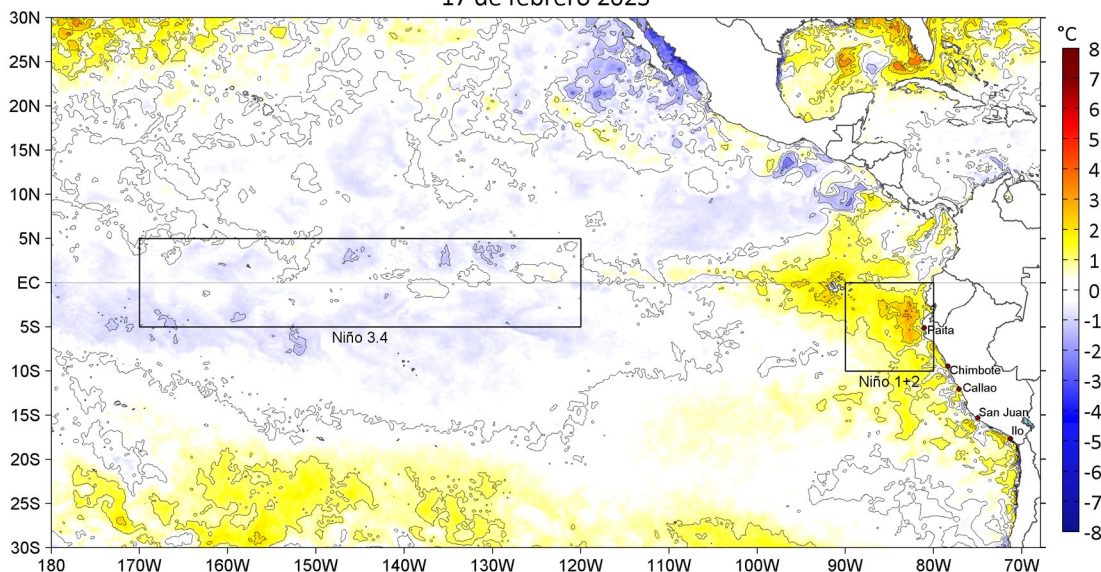 17 de febrero 2025
30N
25N
20N
15N
10N
5N
EC
5S
10S
15S
20S
25S
30S
180 170W 160W 150W 140W 130W 120W 110W 100W 90W 80W 70W
Niño 3.4
Niño 1+2
Paita
Chimbote
Callao
San Juan
Ilo
°C
8
7
6
5
4
3
2
1
0
-1
-2
-3
-4
-5
-6
-7
-8